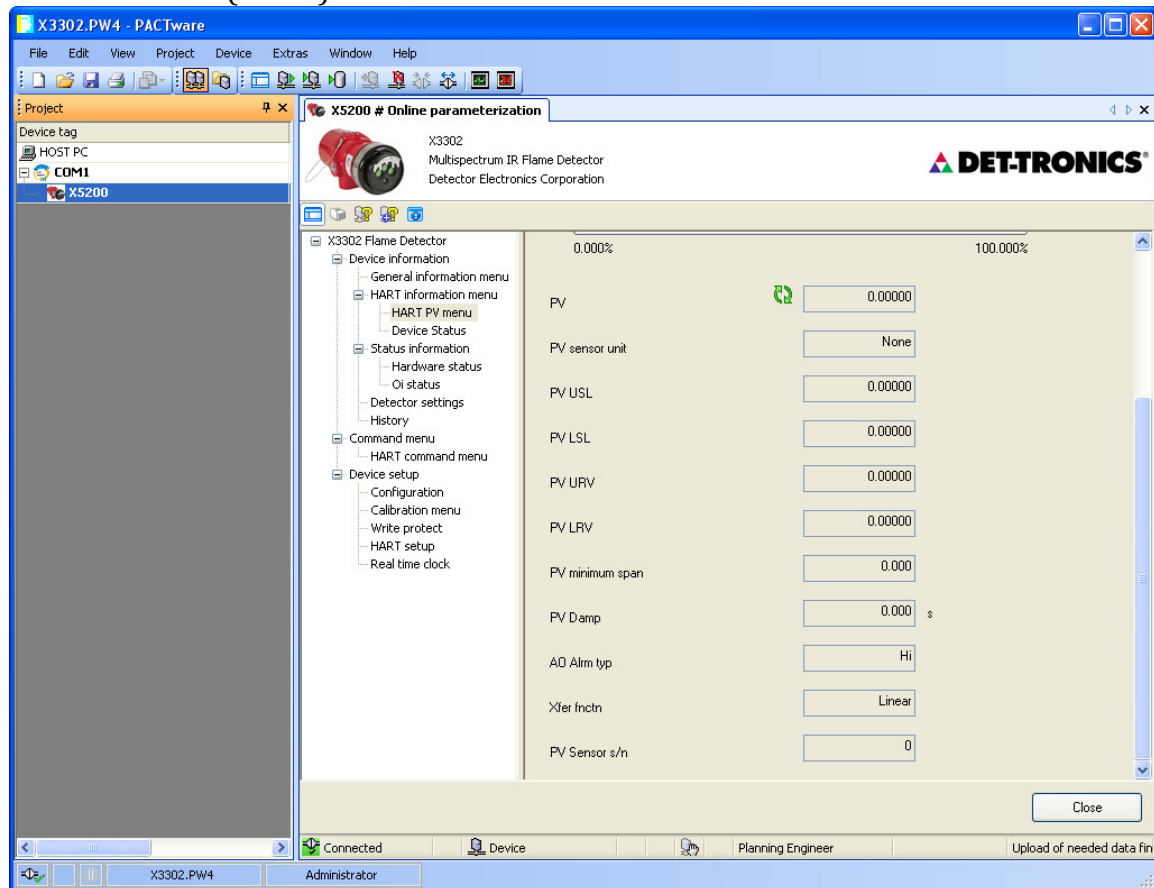 X3302.PW4 - PACTware
File Edit View Project Device Extras Window Help
Project
X5200 # Online parameterization
Device tag
HOST PC
COM1
X5200
X3302
Multispectrum IR Flame Detector
Detector Electronics Corporation
DET-TRONICS®
X3302 Flame Detector
Device information
General information menu
HART information menu
HART PV menu
Device Status
Status information
Hardware status
Oi status
Detector settings
History
Command menu
HART command menu
Device setup
Configuration
Calibration menu
Write protect
HART setup
Real time clock
0.000% 100.000%
PV 0.00000
PV sensor unit None
PV USL 0.00000
PV LSL 0.00000
PV URV 0.00000
PV LRV 0.00000
PV minimum span 0.000
PV Damp 0.000 s
AO Alrm typ Hi
Xfer fnctn Linear
PV Sensor s/n 0
Close
Connected Device Planning Engineer Upload of needed data fin
X3302.PW4 Administrator